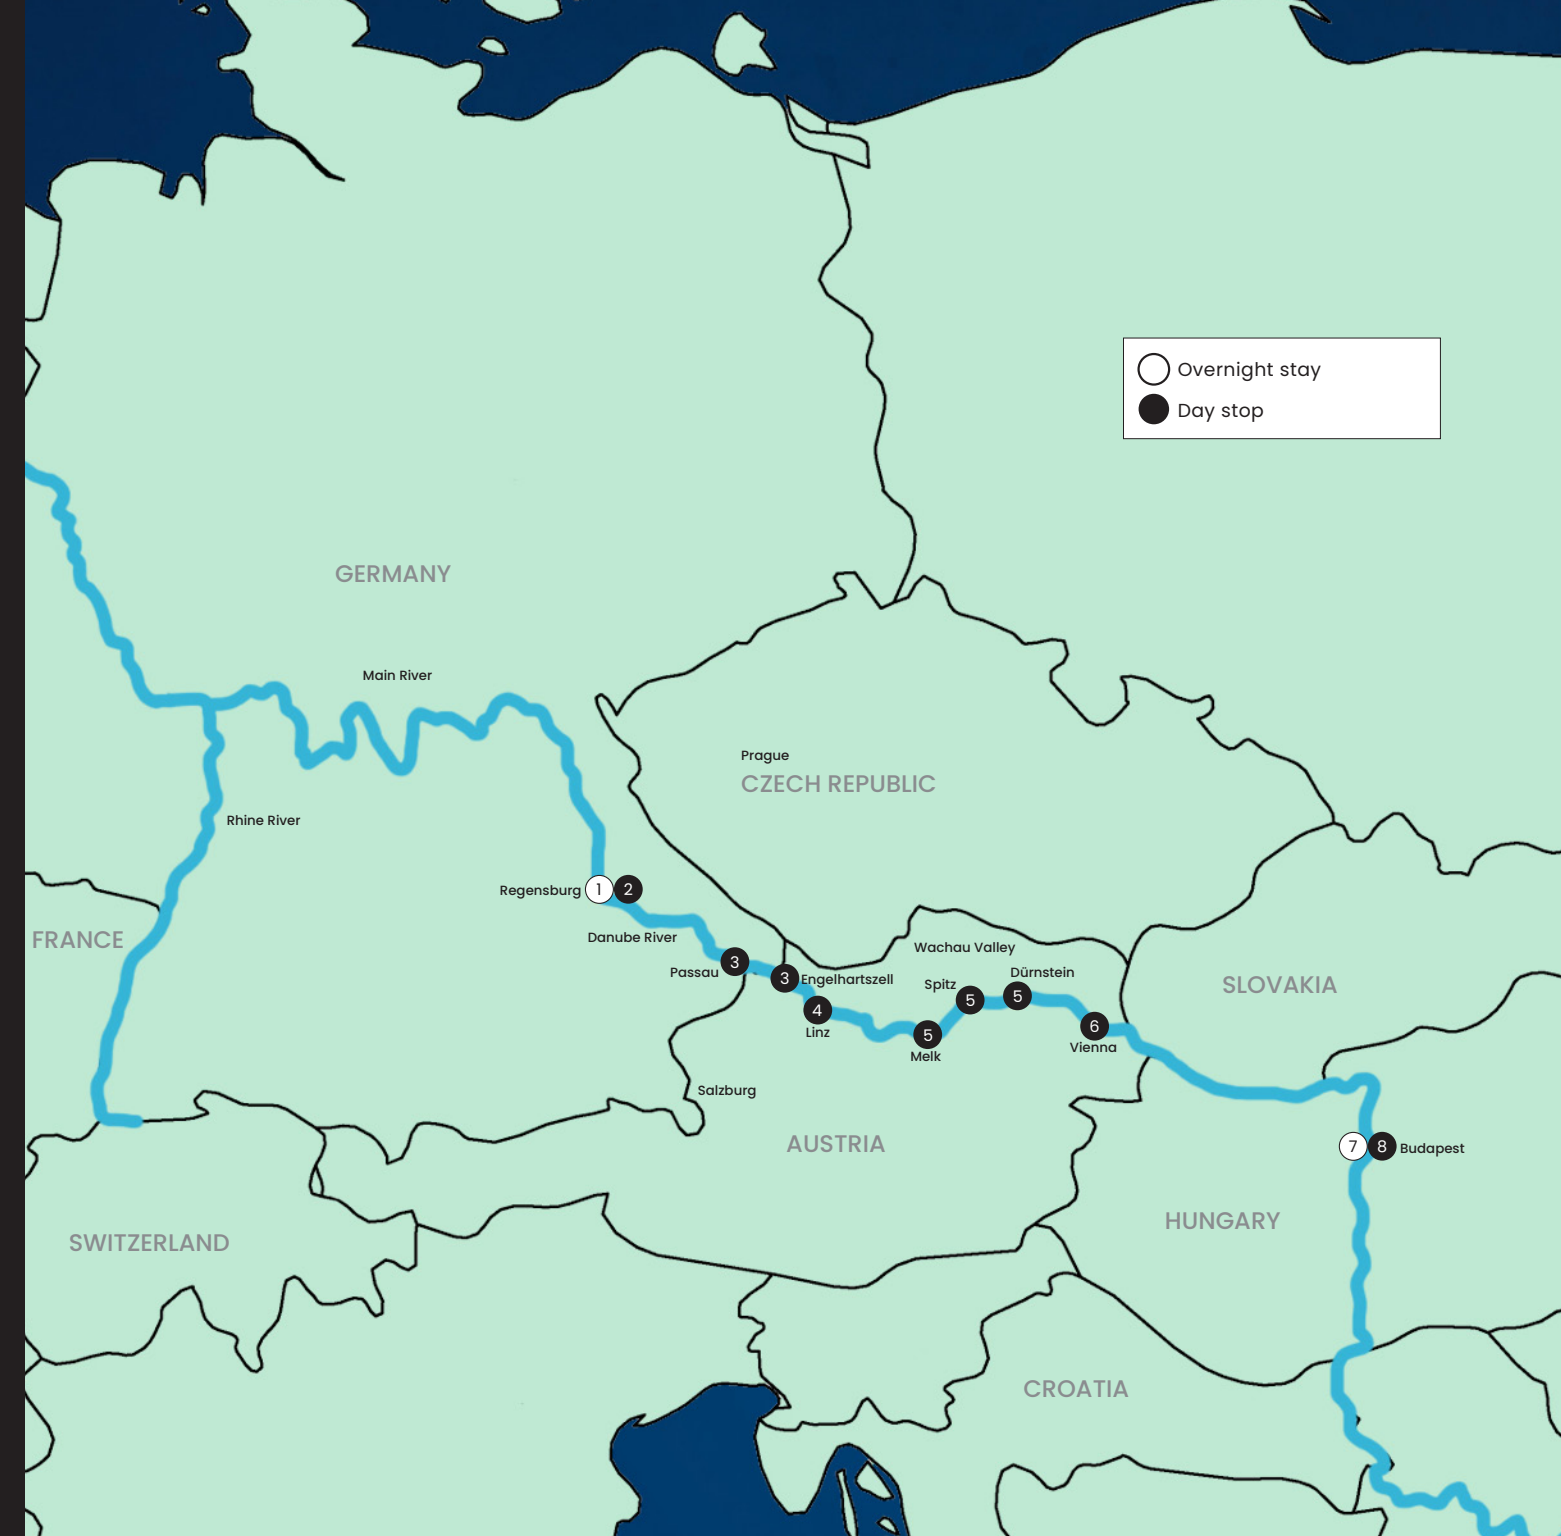 Overnight stay
Day stop
GERMANY
Main River
Prague
CZECH REPUBLIC
Rhine River
Regensburg 1 2
FRANCE
Danube River
Wachau Valley
Passau 3
3 Engelhartszell
Spitz 5
Dürnstein
5
SLOVAKIA
4
Linz
5
Melk
6
Vienna
Salzburg
AUSTRIA
7 8 Budapest
HUNGARY
SWITZERLAND
CROATIA